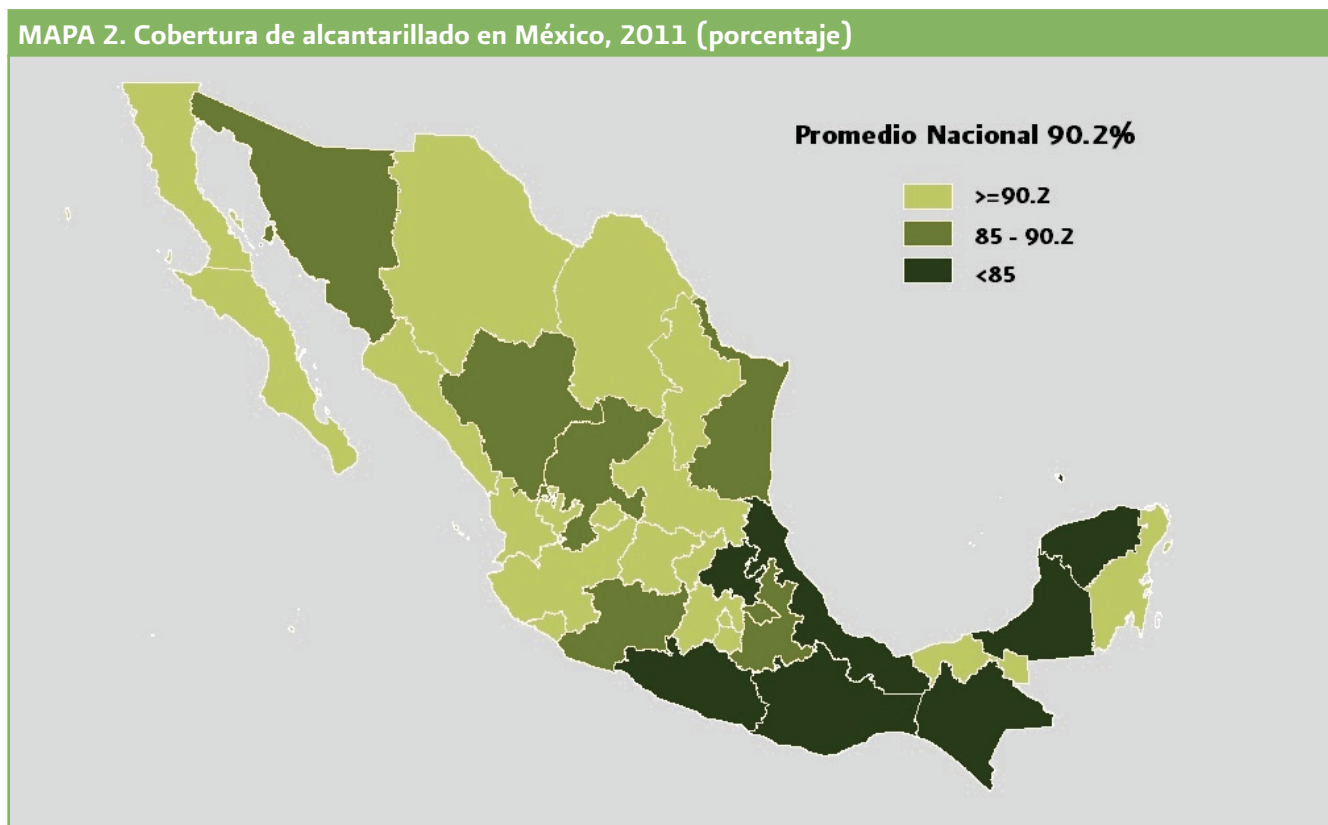 MAPA 2. Cobertura de alcantarillado en México, 2011 (porcentaje)
Promedio Nacional 90.2%
>=90.2
85 - 90.2
<85